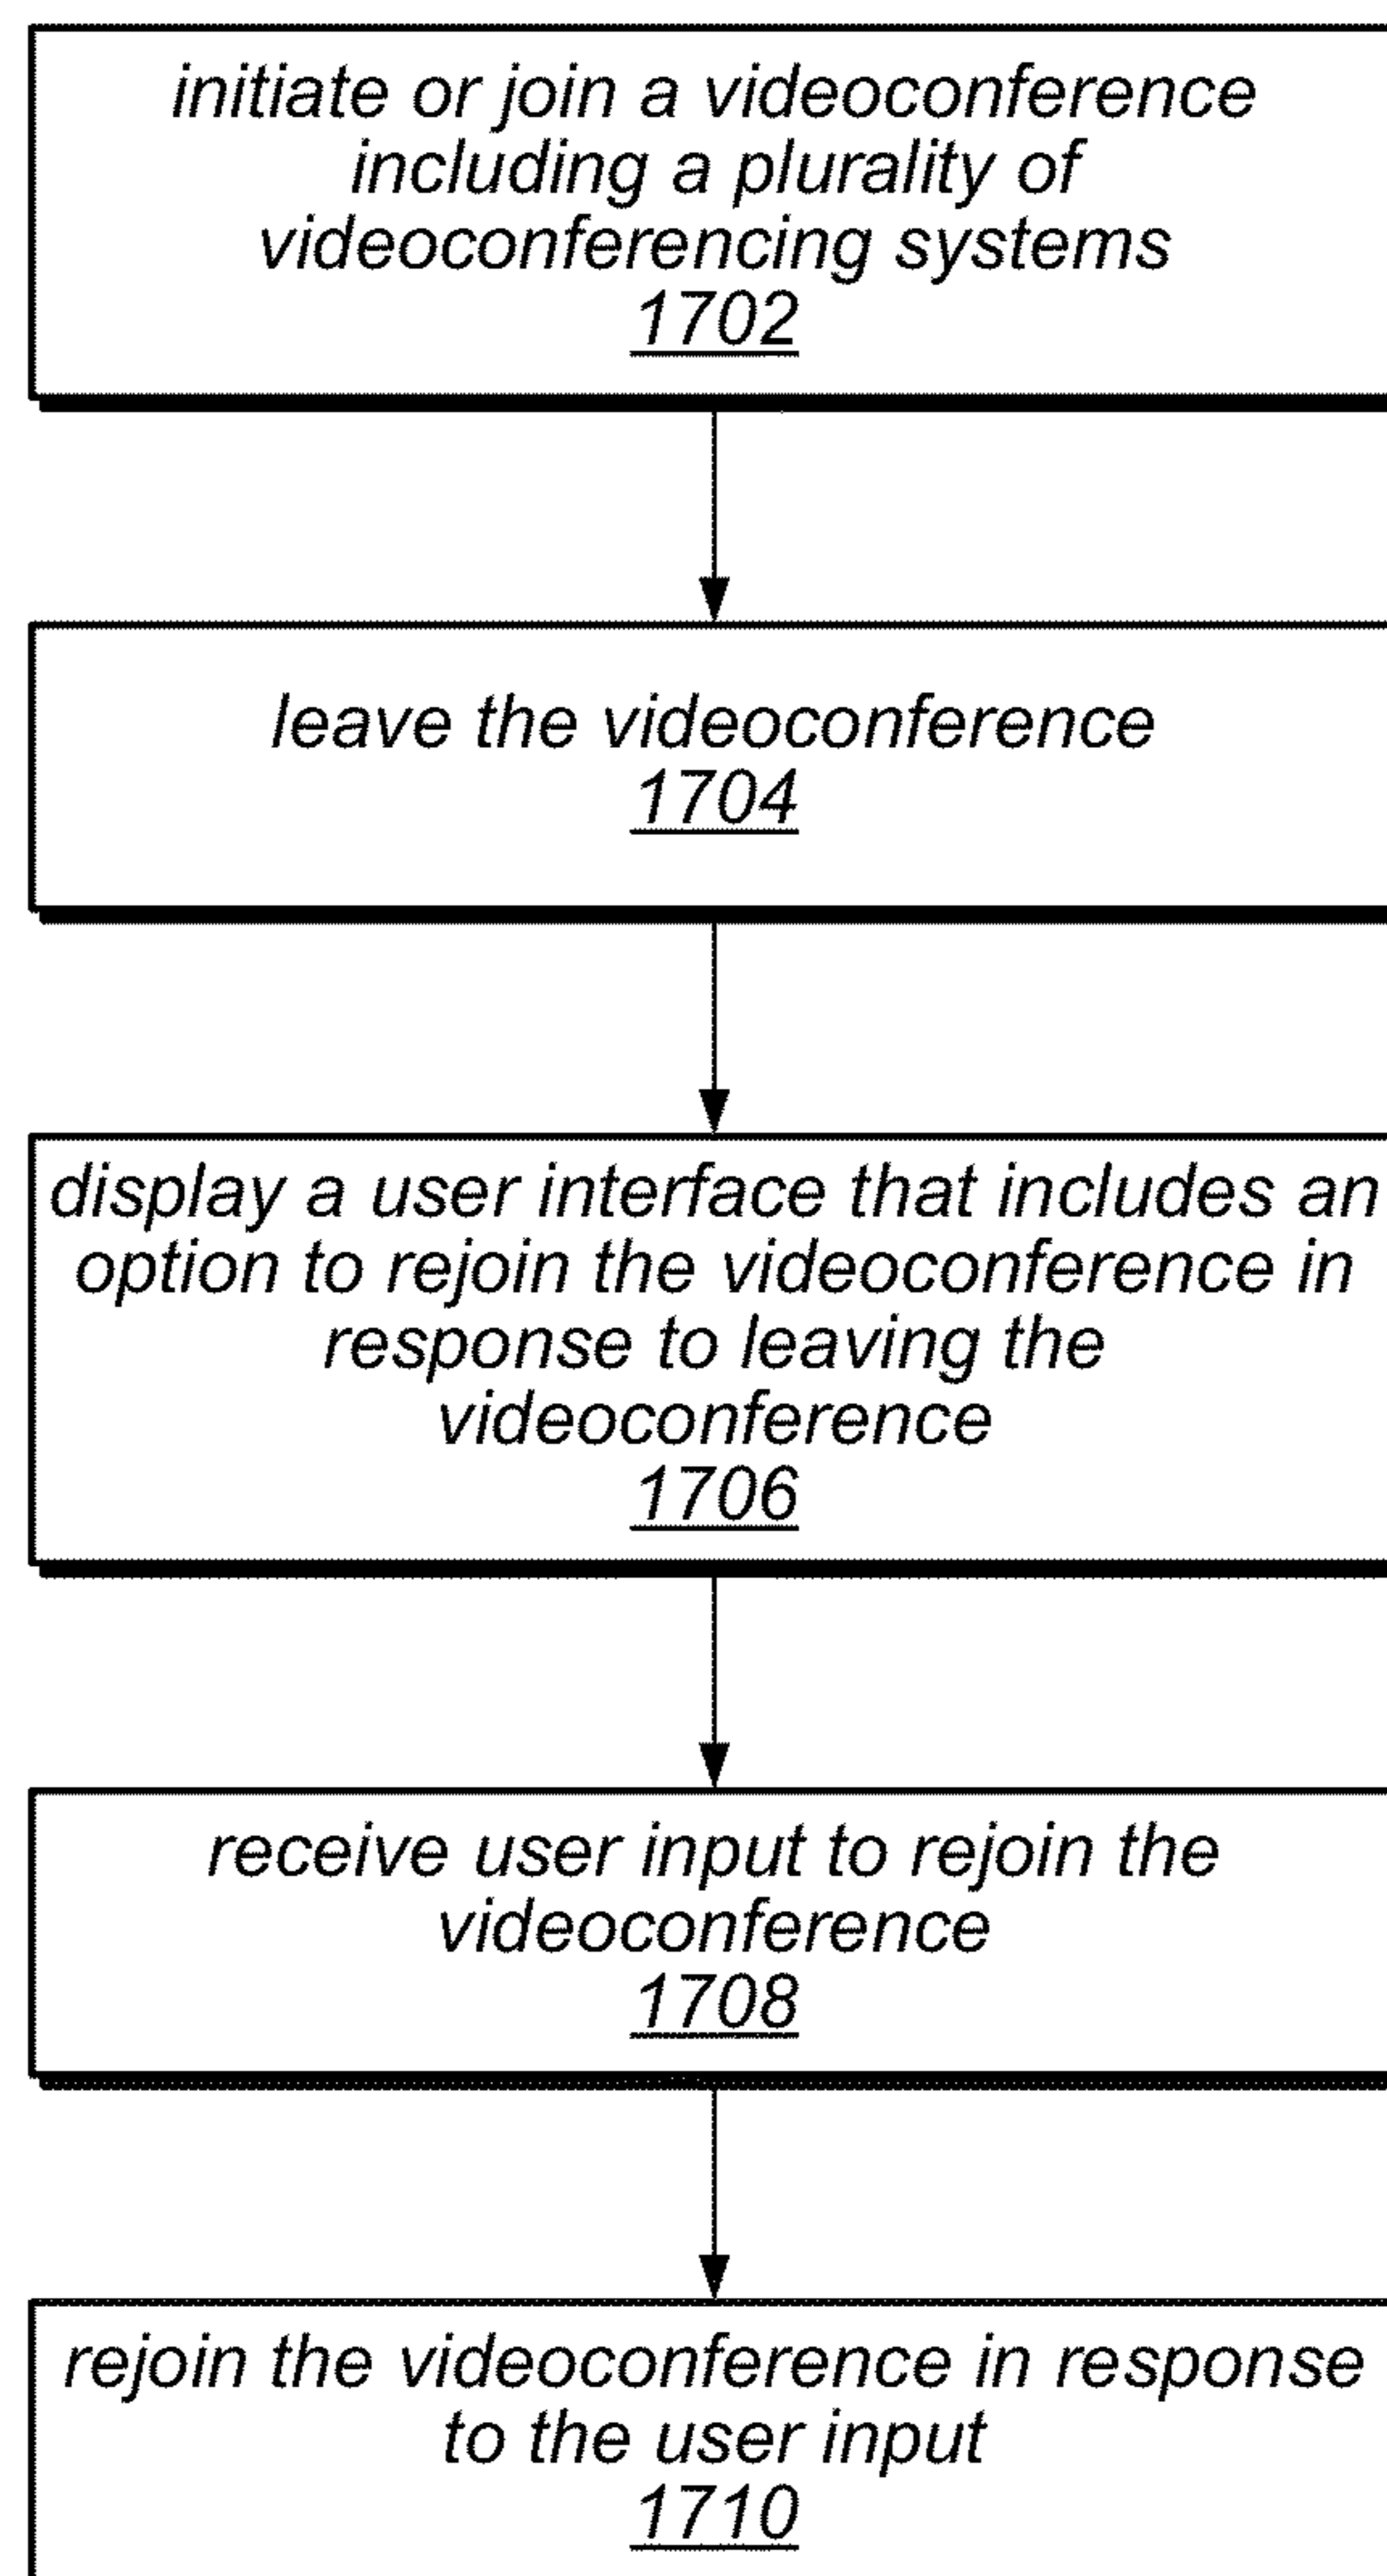 initiate or join a videoconference
including a plurality of
videoconferencing systems
1702
leave the videoconference
1704
display a user interface that includes an
option to rejoin the videoconference in
response to leaving the
videoconference
1706
receive user input to rejoin the
videoconference
1708
rejoin the videoconference in response
to the user input
1710